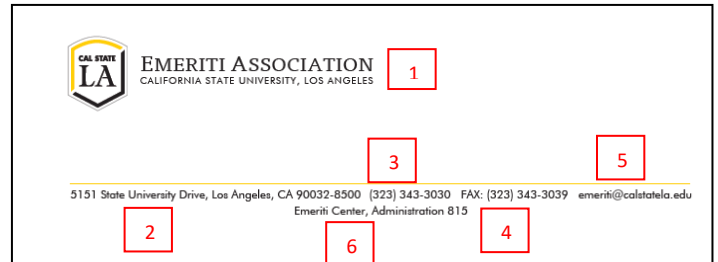 CAL STATE
LA
EMERITI ASSOCIATION
CALIFORNIA STATE UNIVERSITY, LOS ANGELES
1
3
5
5151 State University Drive, Los Angeles, CA 90032-8500 (323) 343-3030 FAX: (323) 343-3039 emeriti@calstatela.edu
Emeriti Center, Administration 815
2
6
4